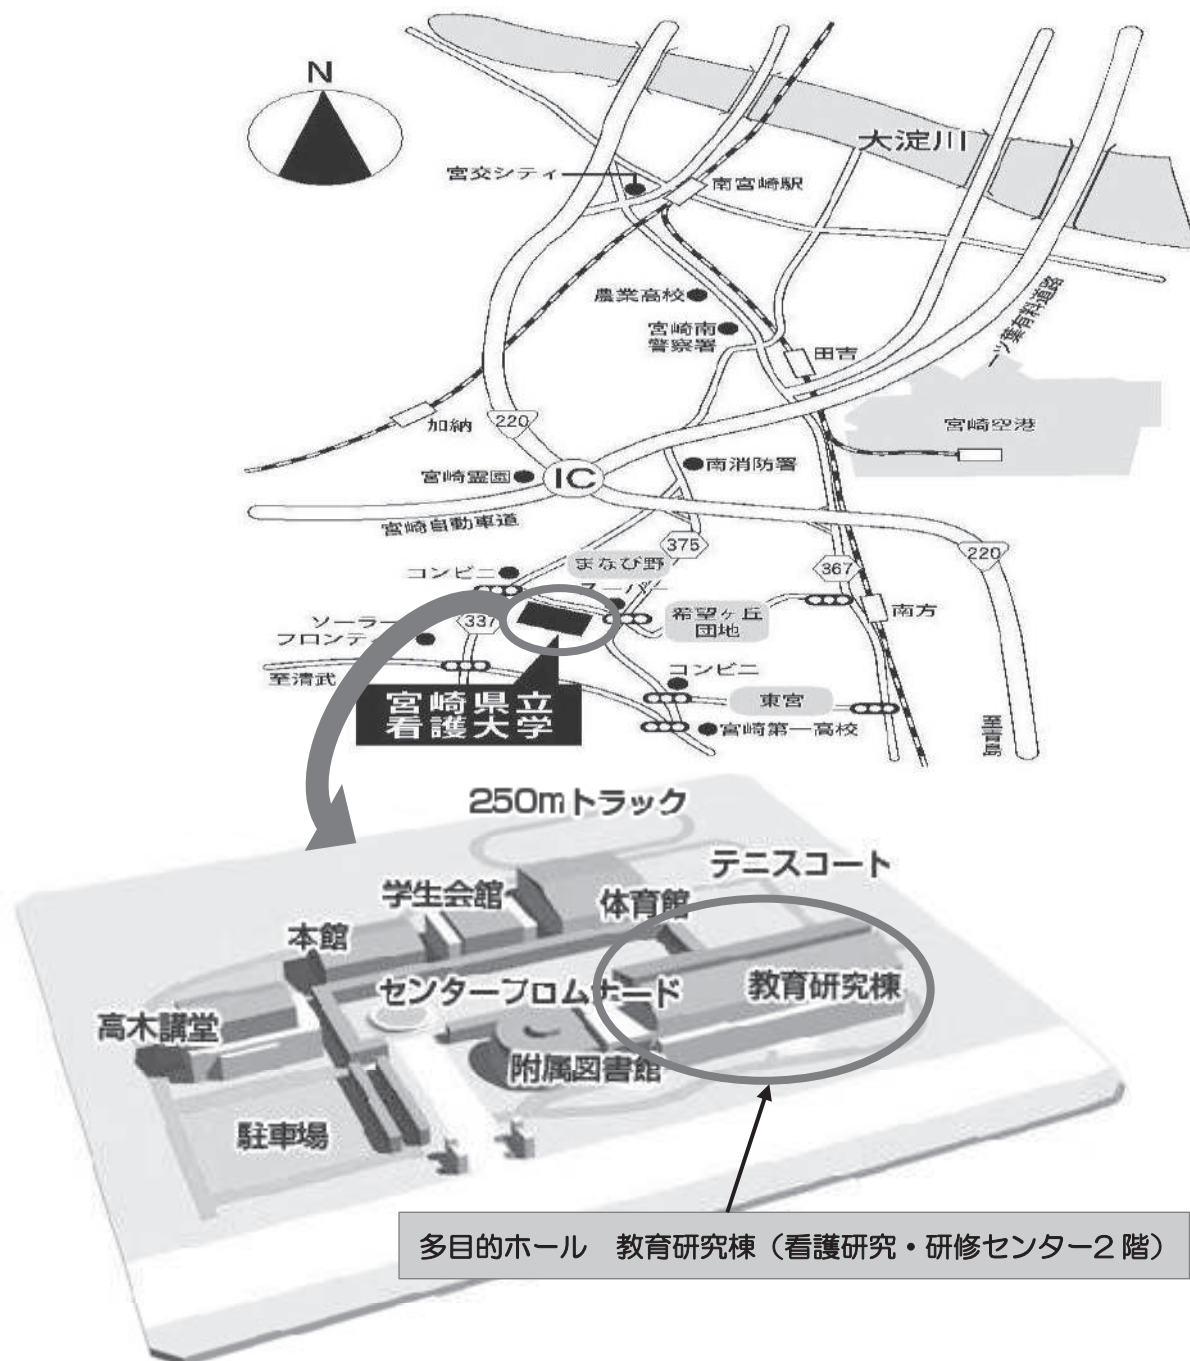 N
大淀川
宮交シティ
南宮崎駅
農業高校
一ツ葉有料道路
宮崎南
警察署
田吉
加納
220
宮崎空港
宮崎霊園
IC
南消防署
宮崎自動車道
375
220
コンビニ
まなび野
スーパー
367
希望ヶ丘
団地
南方
ソーラー
フロンティ
337
至清武
コンビニ
東宮
宮崎県立
看護大学
宮崎第一高校
至青島
250mトラック
テニスコート
学生会館
体育館
本館
センタープロムナード
教育研究棟
高木講堂
附属図書館
駐車場
多目的ホール 教育研究棟（看護研究・研修センター2階）